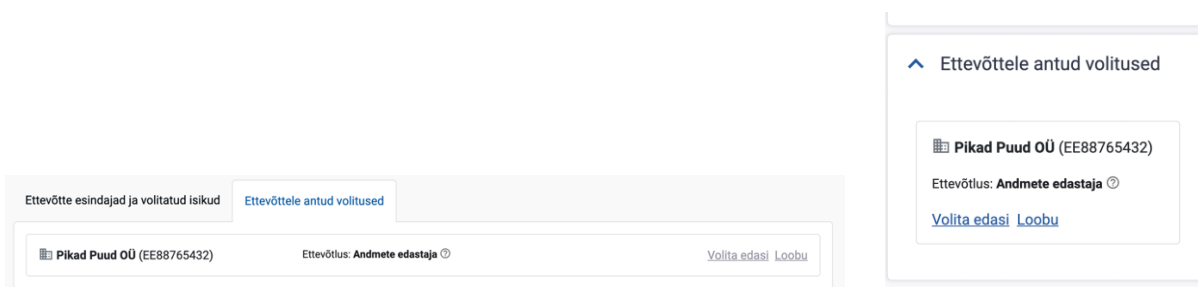 Ettevõtte esindajad ja volitatud isikud Ettevõttele antud volitused
Pikad Puud OÜ (EE88765432) Ettevõtlus: Andmete edastaja Volita edasi Loobu
Ettevõttele antud volitused
Pikad Puud OÜ (EE88765432)
Ettevõtlus: Andmete edastaja
Volita edasi Loobu